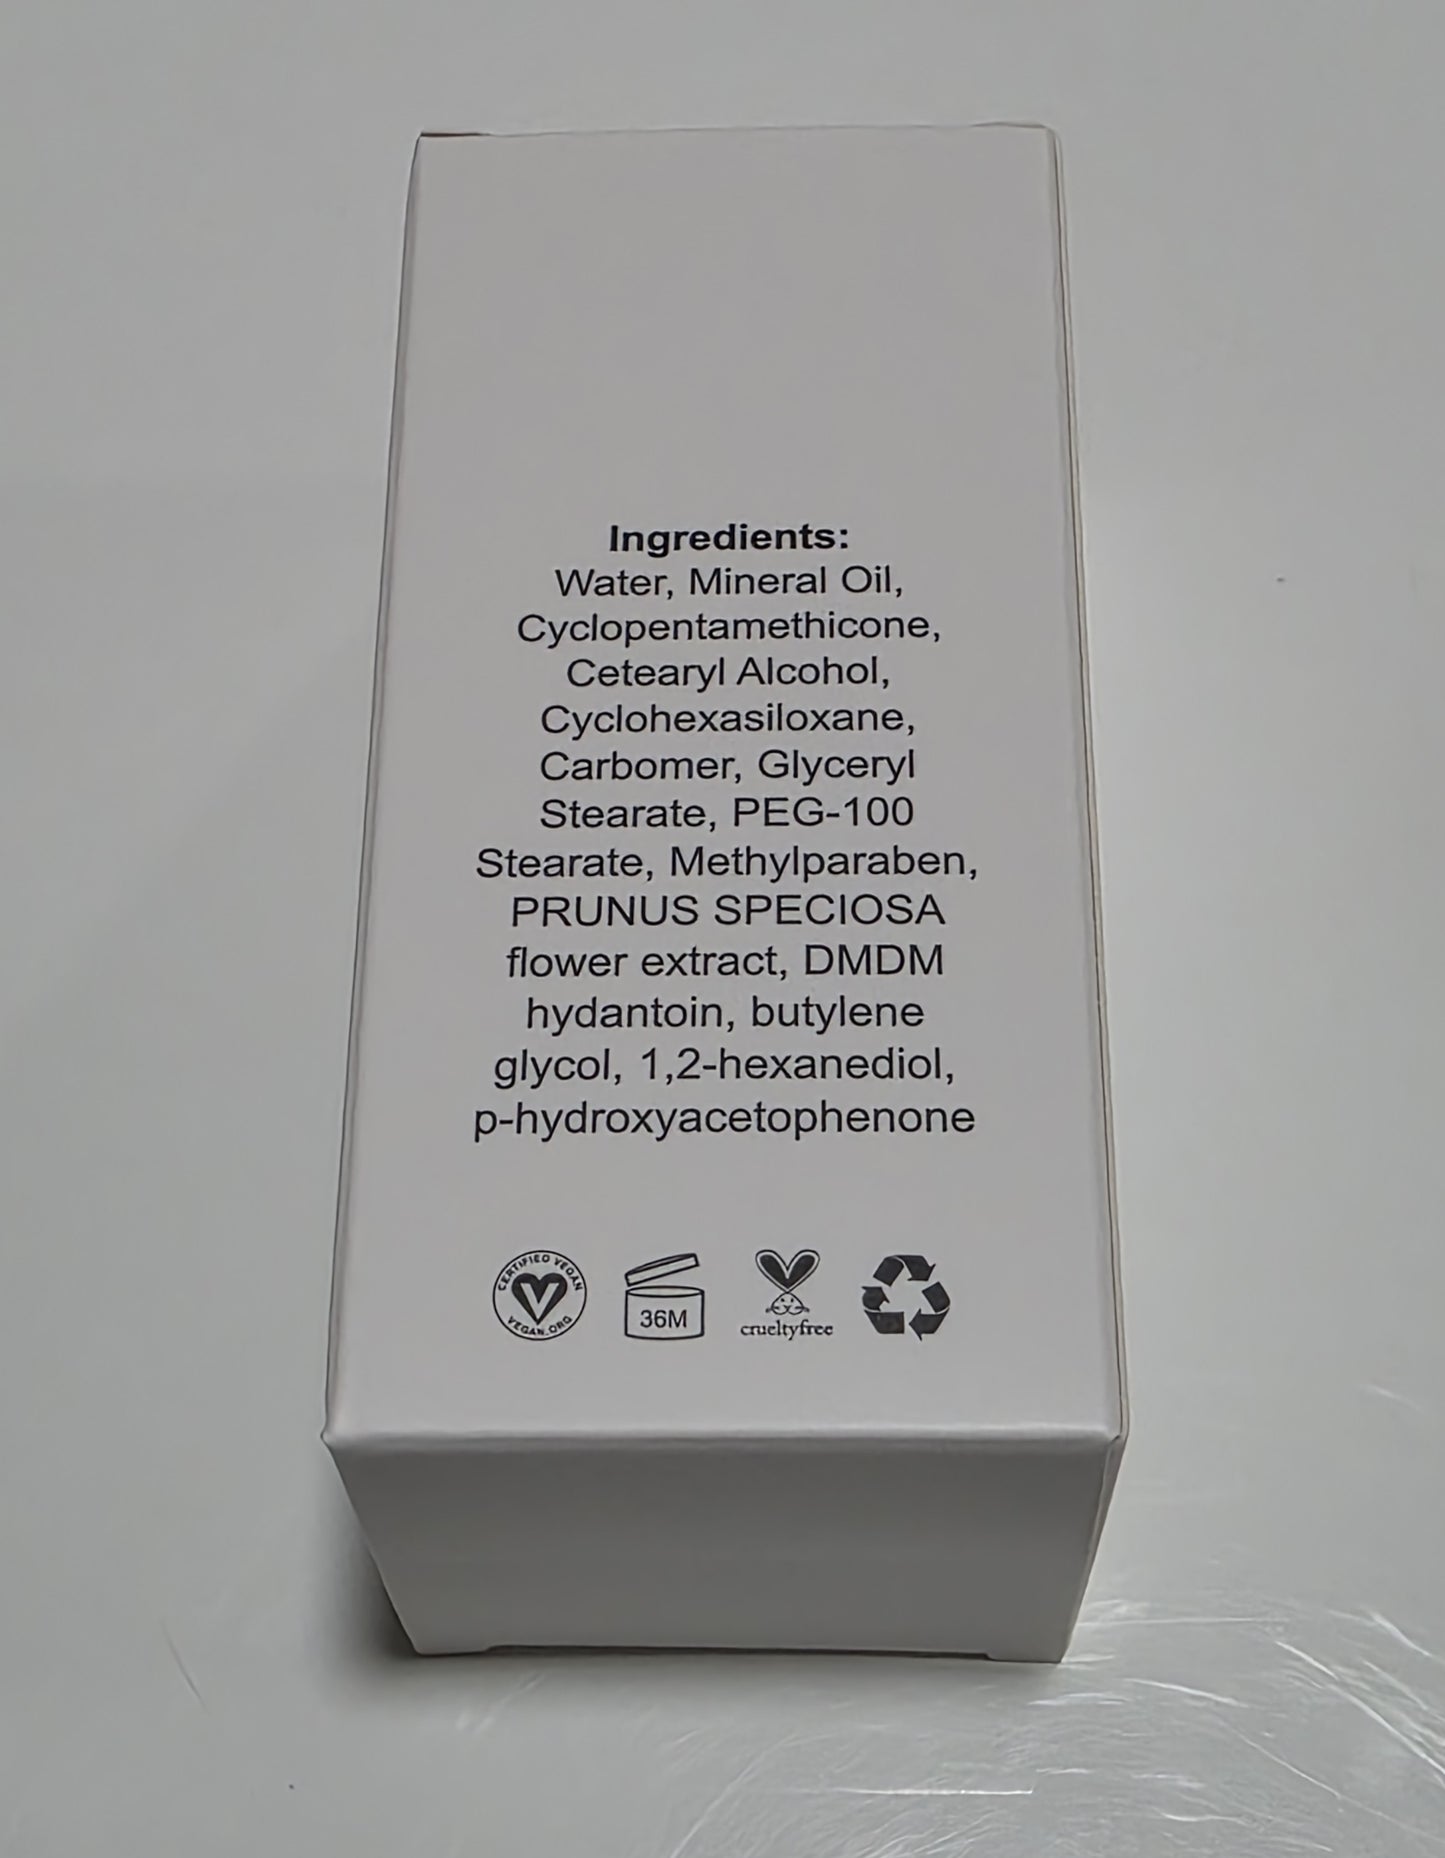 Ingredients:
Water, Mineral Oil,
Cyclopentamethicone,
Cetearyl Alcohol,
Cyclohexasiloxane,
Carbomer, Glyceryl
Stearate, PEG-100
Stearate, Methylparaben,
PRUNUS SPECIOSA
flower extract, DMDM
hydantoin, butylene
glycol, 1,2-hexanediol,
p-hydroxyacetophenone
CERTIFIED VEGAN
V
VEGAN.ORG
36M
crueltyfree